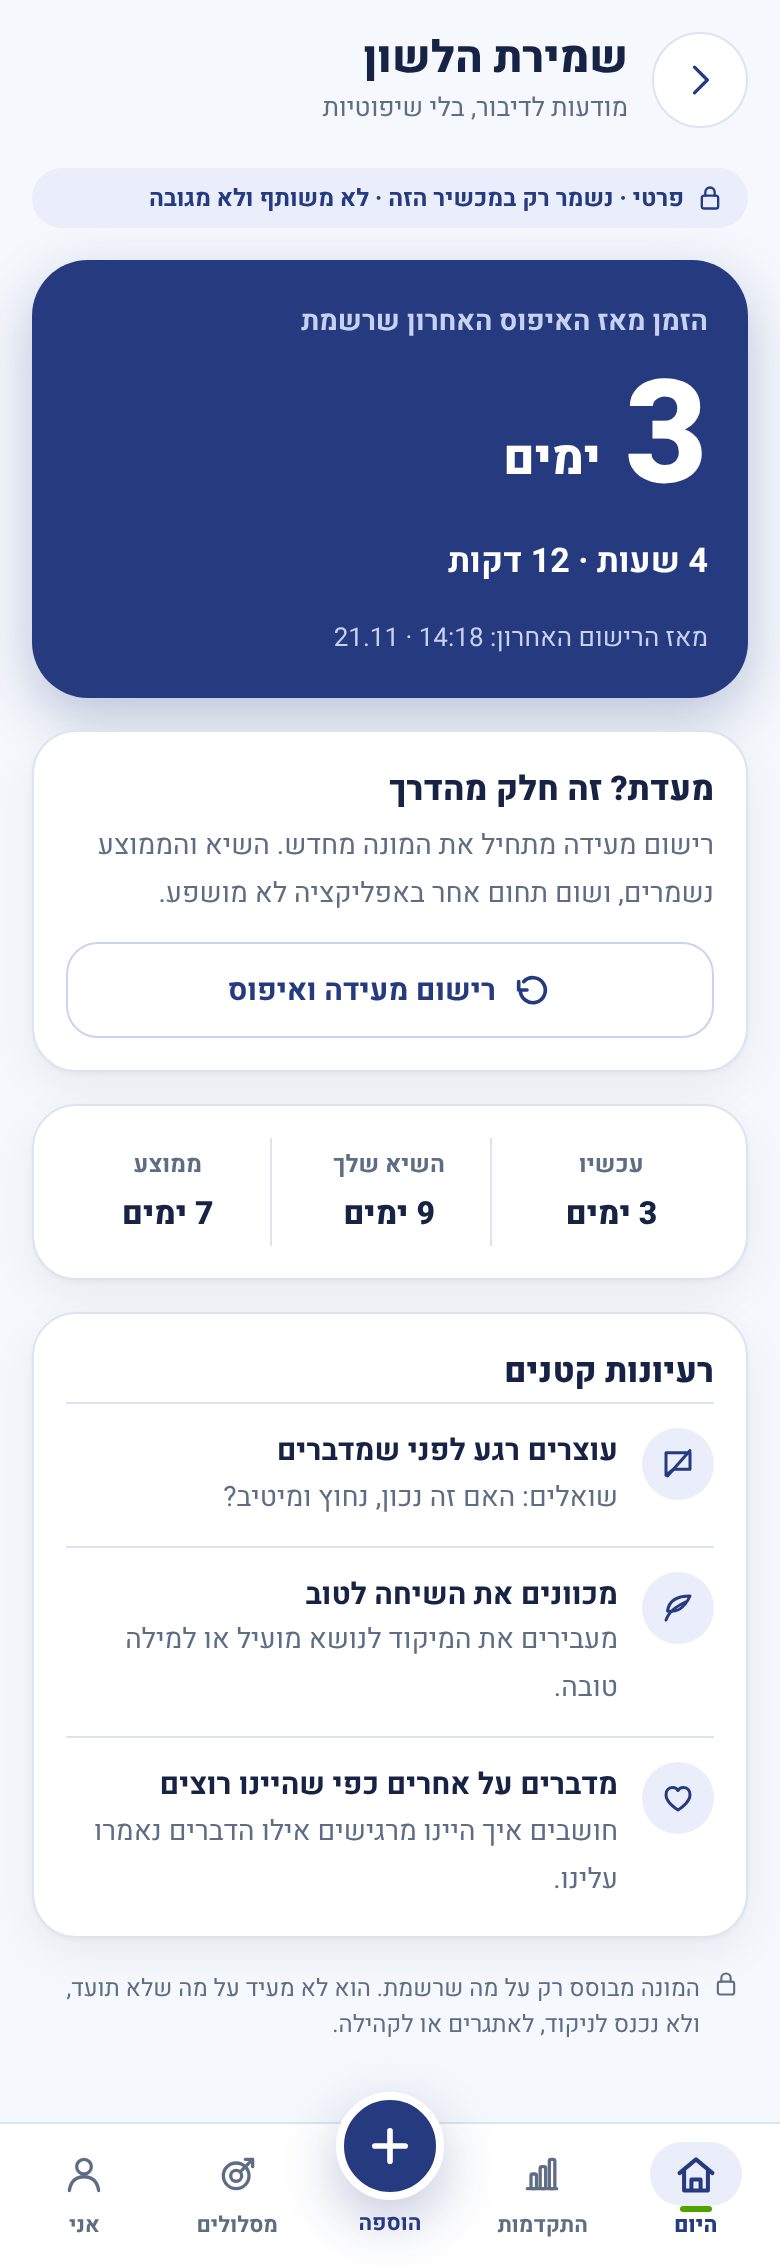 שמירת הלשון
מודעות לדיבור, בלי שיפוטיות
פרטי · נשמר רק במכשיר הזה · לא משותף ולא מגובה
הזמן מאז האיפוס האחרון שרשמת
3 ימים
4 שעות · 12 דקות
מאז הרישום האחרון: 14:18 · 21.11
מעדת? זה חלק מהדרך
רישום מעידה מתחיל את המונה מחדש. השיא והממוצע
נשמרים, ושום תחום אחר באפליקציה לא מושפע.
רישום מעידה ואיפוס
עכשיו
3 ימים
השיא שלך
9 ימים
ממוצע
7 ימים
רעיונות קטנים
עוצרים רגע לפני שמדברים
שואלים: האם זה נכון, נחוץ ומיטיב?
מכוונים את השיחה לטוב
מעבירים את המיקוד לנושא מועיל או למילה
טובה.
מדברים על אחרים כפי שהיינו רוצים
חושבים איך היינו מרגישים אילו הדברים נאמרו
עלינו.
המונה מבוסס רק על מה שרשמת. הוא לא מעיד על מה שלא תועד,
ולא נכנס לניקוד, לאתגרים או לקהילה.
היום
התקדמות
הוספה
מסלולים
אני